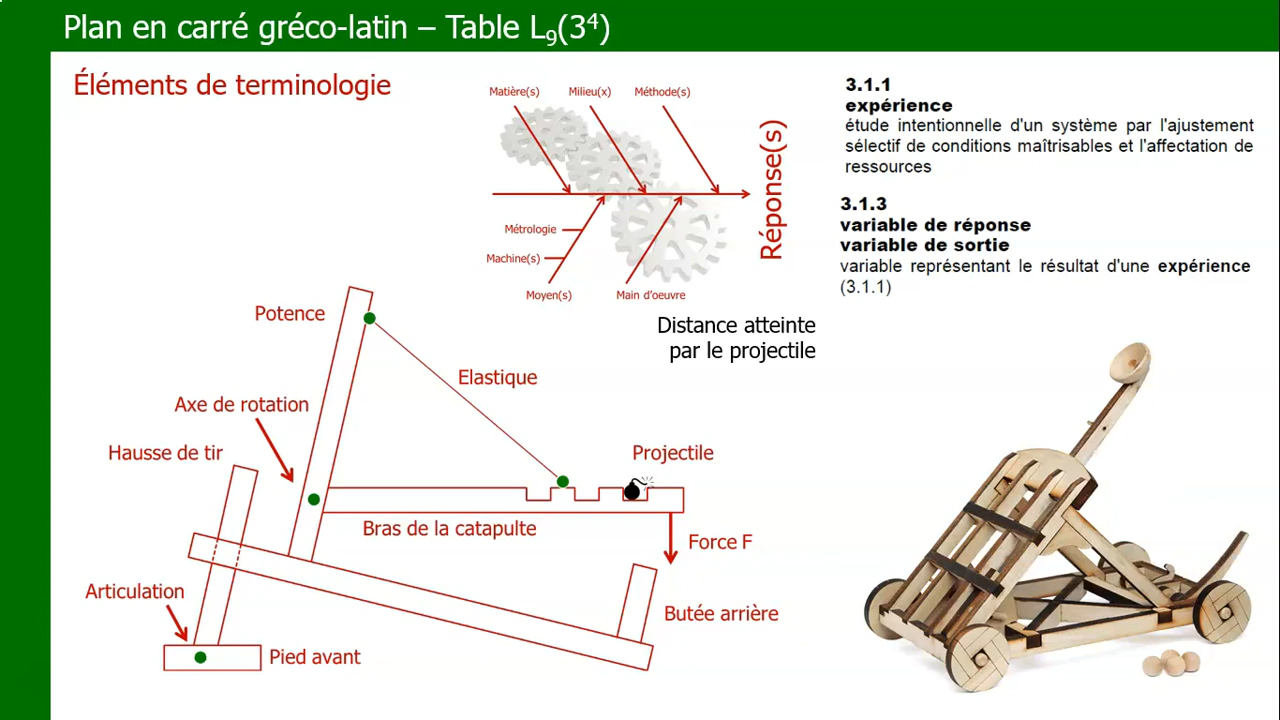 Plan en carré gréco-latin – Table L9(3⁴)
Éléments de terminologie
Matière(s)
Milieu(x)
Méthode(s)
Métrologie
Machine(s)
Moyen(s)
Main d'oeuvre
Réponse(s)
Distance atteinte
par le projectile
3.1.1
expérience
étude intentionnelle d'un système par l'ajustement
sélectif de conditions maîtrisables et l'affectation de
ressources
3.1.3
variable de réponse
variable de sortie
variable représentant le résultat d'une expérience
(3.1.1)
Potence
Elastique
Axe de rotation
Hausse de tir
Projectile
Bras de la catapulte
Force F
Articulation
Butée arrière
Pied avant